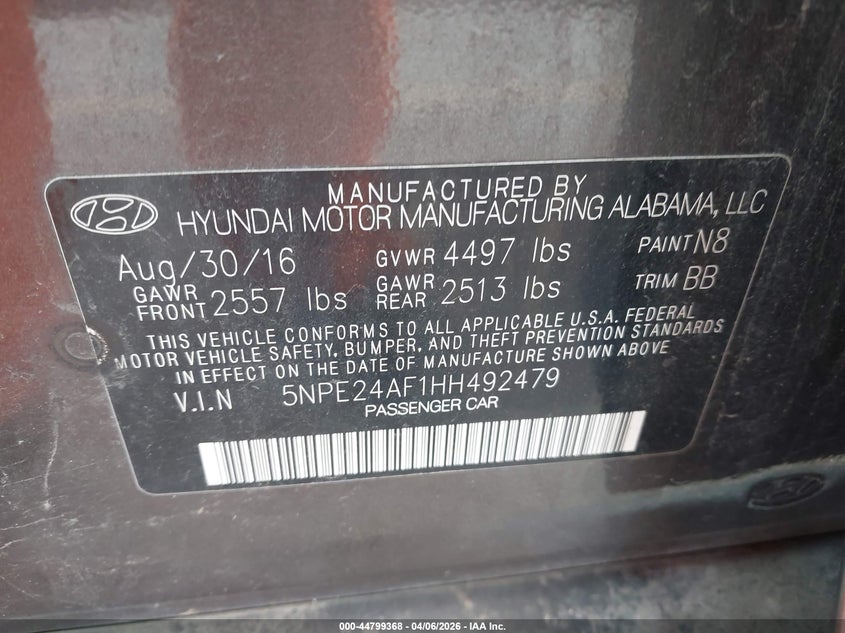 MANUFACTURED BY
HYUNDAI MOTOR MANUFACTURING ALABAMA, LLC
Aug/30/16 GVWR 4497 lbs PAINT N8
GAWR FRONT 2557 lbs GAWR REAR 2513 lbs TRIM BB
THIS VEHICLE CONFORMS TO ALL APPLICABLE U.S.A. FEDERAL
MOTOR VEHICLE SAFETY, BUMPER, AND THEFT PREVENTION STANDARDS
IN EFFECT ON THE DATE OF MANUFACTURE SHOWN ABOVE
V.I.N 5NPE24AF1HH492479
PASSENGER CAR
000-44799368 - 04/06/2026 - IAA Inc.